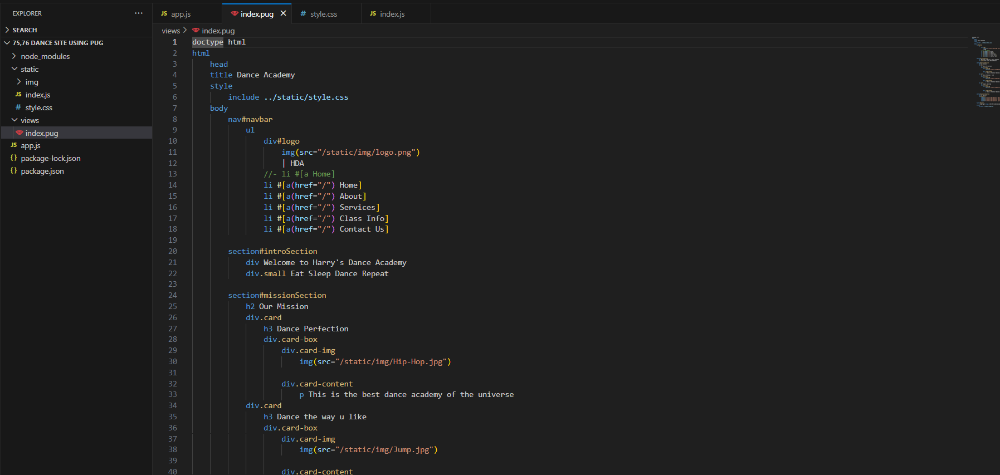 EXPLORER ···
SEARCH
75,76 DANCE SITE USING PUG
node_modules
static
img
JS index.js
# style.css
views
index.pug
JS app.js
{} package-lock.json
{} package.json
JS app.js
index.pug
# style.css
JS index.js
views > index.pug
1 doctype html
2 html
3 head
4 title Dance Academy
5 style
6 include ../static/style.css
7 body
8 nav#navbar
9 ul
10 div#logo
11 img(src="/static/img/logo.png")
12 | HDA
13 //- li #[a Home]
14 li #[a(href="/") Home]
15 li #[a(href="/") About]
16 li #[a(href="/") Services]
17 li #[a(href="/") Class Info]
18 li #[a(href="/") Contact Us]
19
20 section#introSection
21 div Welcome to Harry's Dance Academy
22 div.small Eat Sleep Dance Repeat
23
24 section#missionSection
25 h2 Our Mission
26 div.card
27 h3 Dance Perfection
28 div.card-box
29 div.card-img
30 img(src="/static/img/Hip-Hop.jpg")
31
32 div.card-content
33 p This is the best dance academy of the universe
34 div.card
35 h3 Dance the way u like
36 div.card-box
37 div.card-img
38 img(src="/static/img/Jump.jpg")
39
40 div.card-content